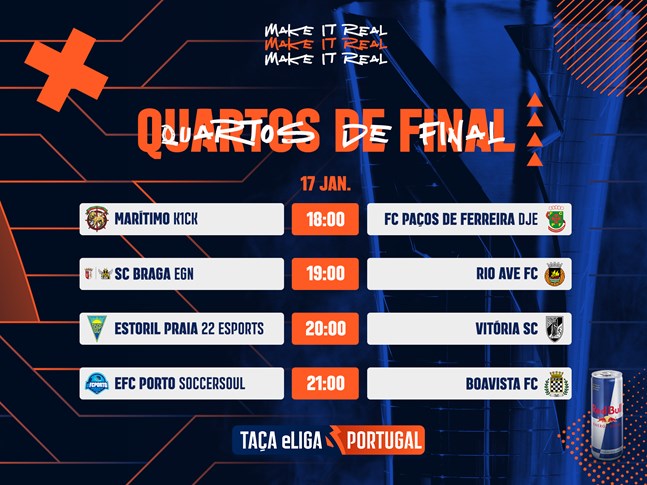 MAKE IT REAL
MAKE IT REAL
MAKE IT REAL
QUARTOS DE FINAL
QUARTOS DE FINAL
17 JAN.
MARÍTIMO K1CK 18:00 FC PAÇOS DE FERREIRA DJE
SC BRAGA EGN 19:00 RIO AVE FC
ESTORIL PRAIA 22 ESPORTS 20:00 VITÓRIA SC
EFC PORTO SOCCERSOUL 21:00 BOAVISTA FC
Red Bull
TAÇA eLIGA PORTUGAL